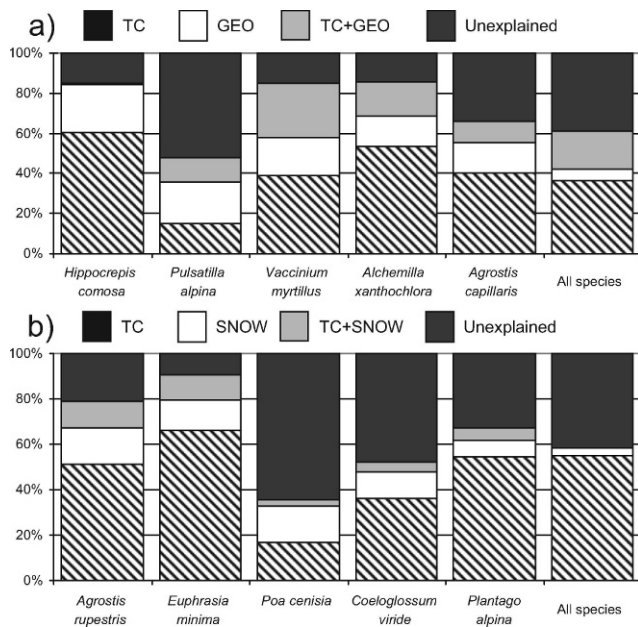 a) TC GEO TC+GEO Unexplained
100%
80%
60%
40%
20%
0%
Hippocrepis Pulsatilla Vaccinium Alchemilla Agrostis All species
comosa alpina myrtillus xanthochlora capillaris
b) TC SNOW TC+SNOW Unexplained
100%
80%
60%
40%
20%
0%
Agrostis Euphrasia Poa cenisia Coeloglossum Plantago All species
rupestris minima viride alpina